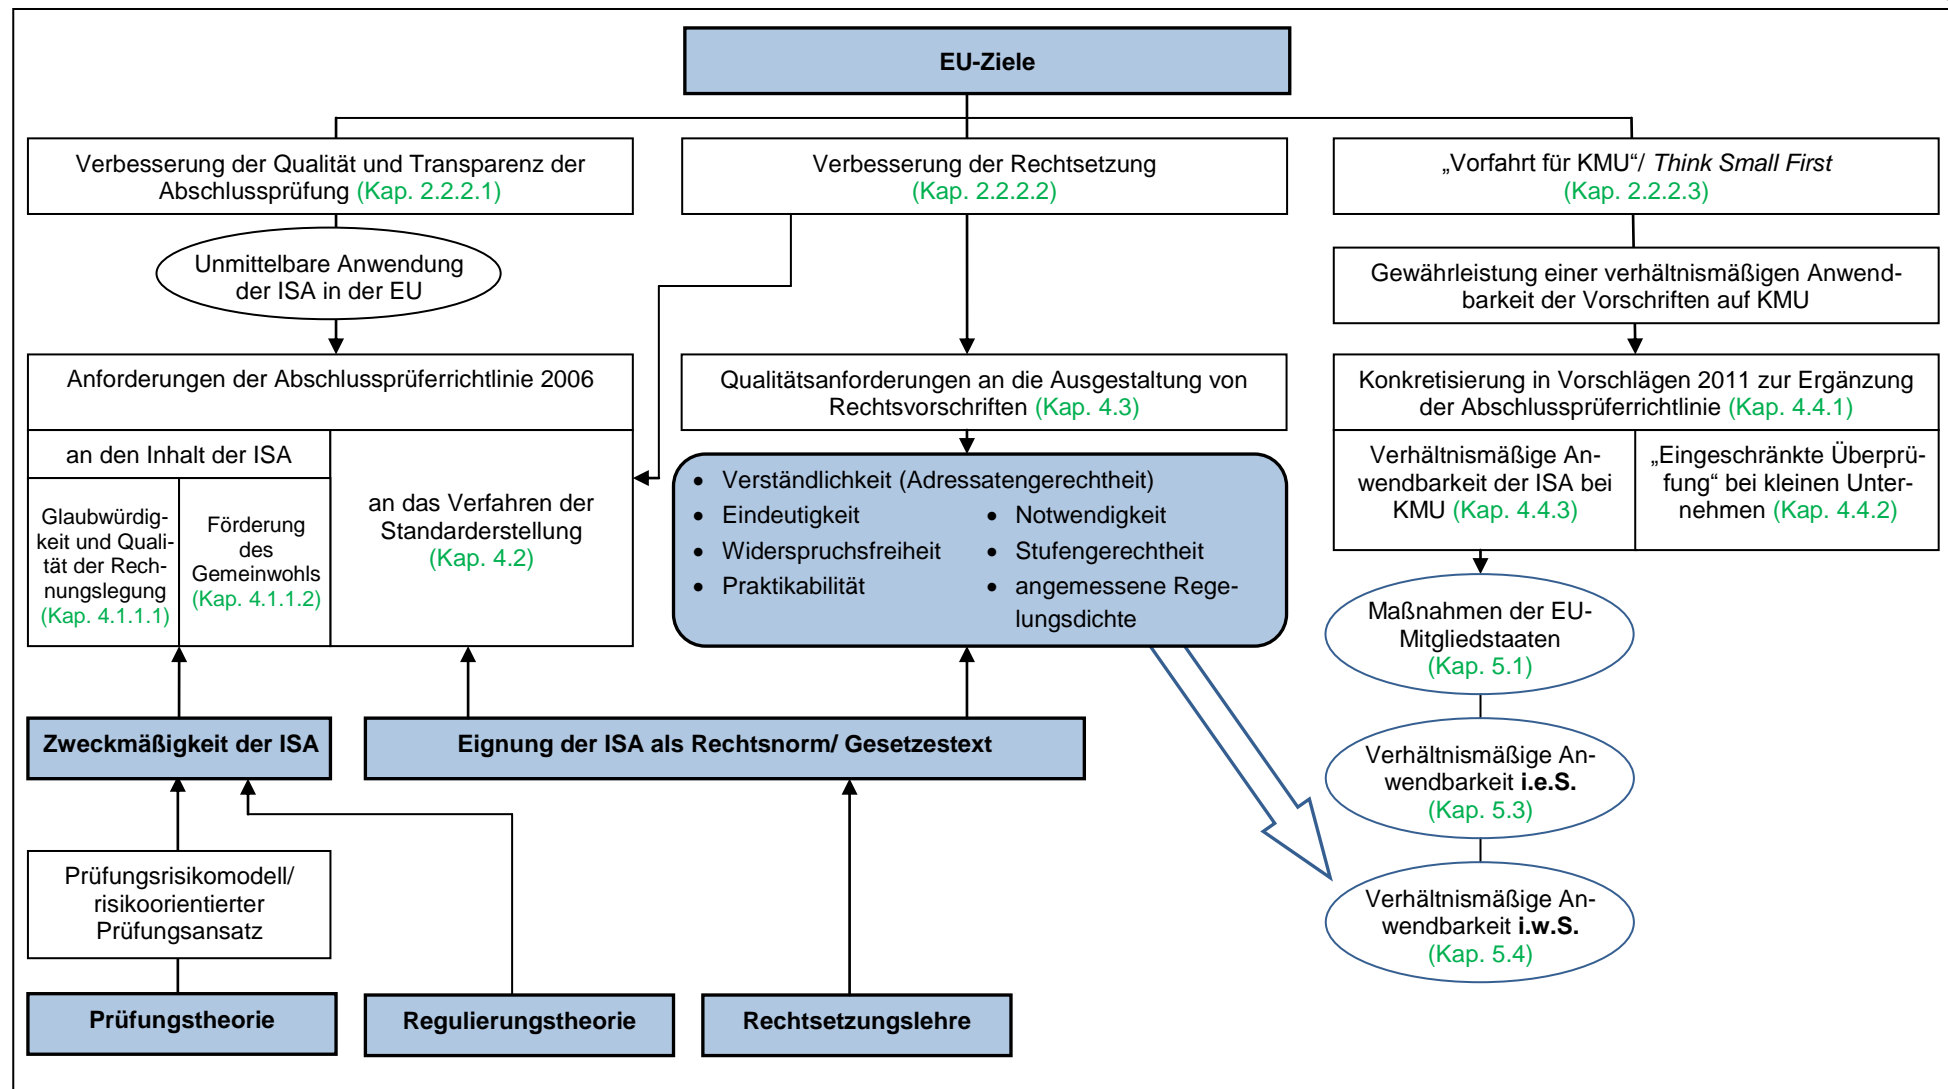 EU-Ziele
Verbesserung der Qualität und Transparenz der
Abschlussprüfung (Kap. 2.2.2.1)
Verbesserung der Rechtsetzung
(Kap. 2.2.2.2)
„Vorfahrt für KMU“/ Think Small First
(Kap. 2.2.2.3)
Unmittelbare Anwendung
der ISA in der EU
Gewährleistung einer verhältnismäßigen Anwend-
barkeit der Vorschriften auf KMU
Anforderungen der Abschlussprüferrichtlinie 2006
an den Inhalt der ISA
Glaubwürdig-
keit und Quali-
tät der Rech-
nungslegung
(Kap. 4.1.1.1)
Förderung
des
Gemeinwohls
(Kap. 4.1.1.2)
an das Verfahren der
Standarderstellung
(Kap. 4.2)
Qualitätsanforderungen an die Ausgestaltung von
Rechtsvorschriften (Kap. 4.3)
• Verständlichkeit (Adressatengerechtheit)
• Eindeutigkeit
• Widerspruchsfreiheit
• Praktikabilität
• Notwendigkeit
• Stufengerechtheit
• angemessene Rege-
lungsdichte
Konkretisierung in Vorschlägen 2011 zur Ergänzung
der Abschlussprüferrichtlinie (Kap. 4.4.1)
Verhältnismäßige An-
wendbarkeit der ISA bei
KMU (Kap. 4.4.3)
„Eingeschränkte Überprü-
fung“ bei kleinen Unter-
nehmen (Kap. 4.4.2)
Maßnahmen der EU-
Mitgliedstaaten
(Kap. 5.1)
Verhältnismäßige An-
wendbarkeit i.e.S.
(Kap. 5.3)
Verhältnismäßige An-
wendbarkeit i.w.S.
(Kap. 5.4)
Zweckmäßigkeit der ISA
Eignung der ISA als Rechtsnorm/ Gesetzestext
Prüfungsrisikomodell/
risikoorientierter
Prüfungsansatz
Prüfungstheorie
Regulierungstheorie
Rechtsetzungslehre